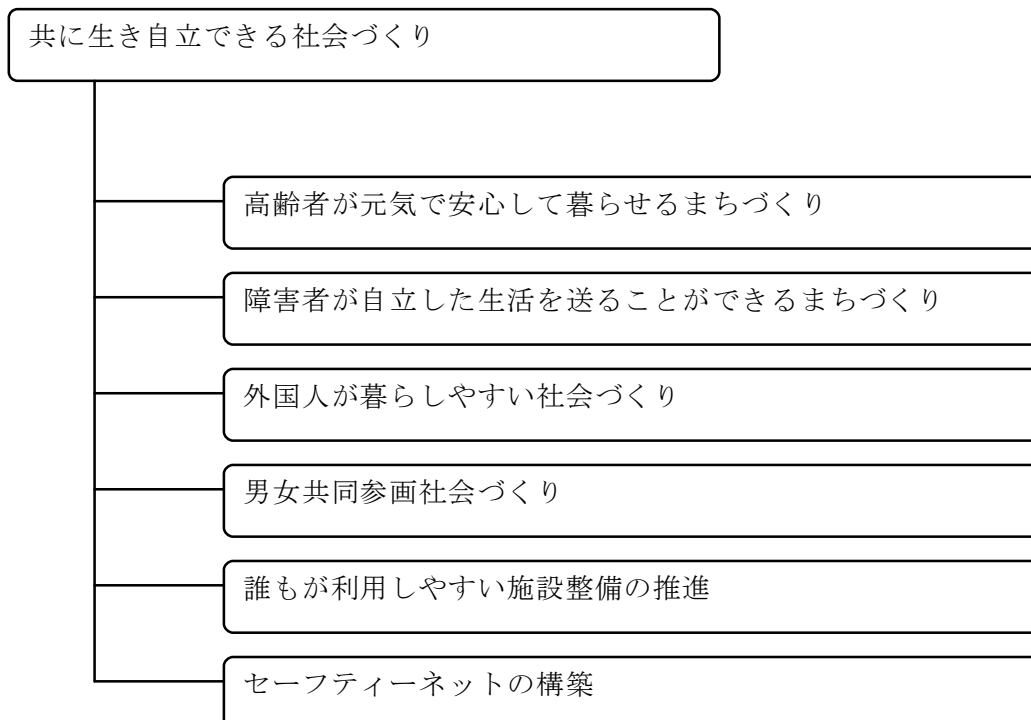 共に生き自立できる社会づくり
高齢者が元気で安心して暮らせるまちづくり
障害者が自立した生活を送ることができるまちづくり
外国人が暮らしやすい社会づくり
男女共同参画社会づくり
誰もが利用しやすい施設整備の推進
セーフティーネットの構築